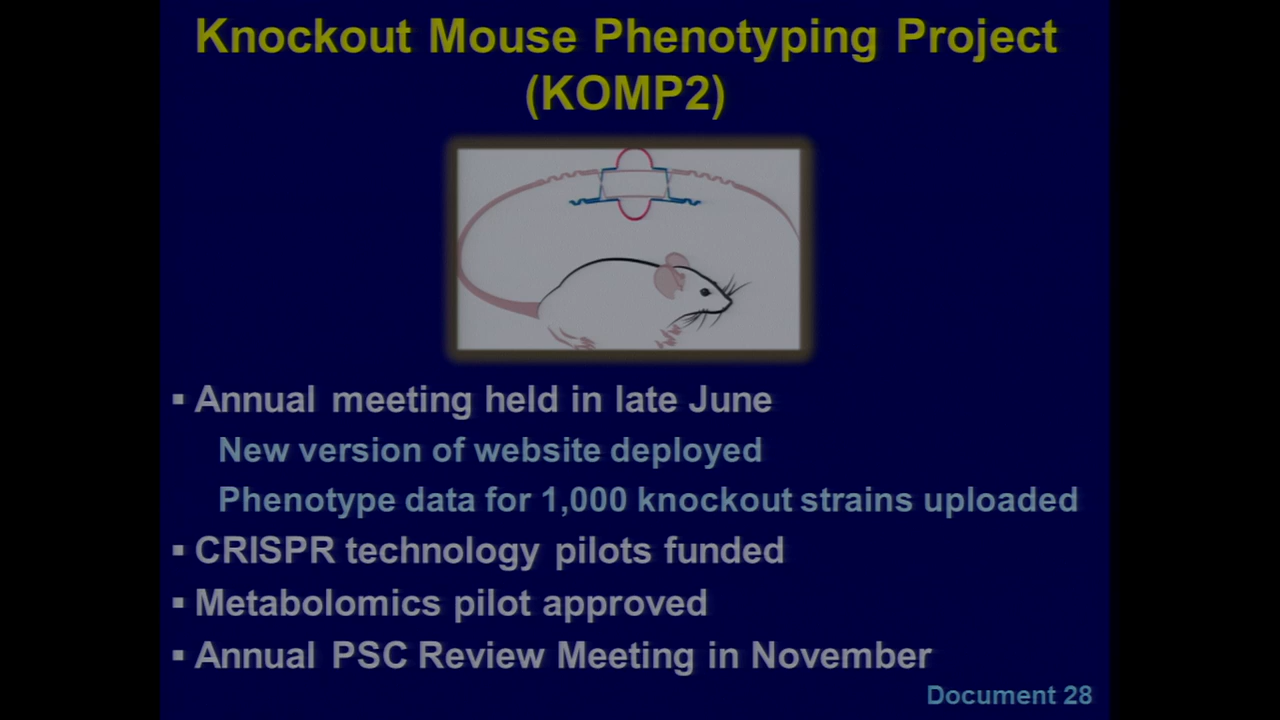 Knockout Mouse Phenotyping Project
(KOMP2)
▪ Annual meeting held in late June
New version of website deployed
Phenotype data for 1,000 knockout strains uploaded
▪ CRISPR technology pilots funded
▪ Metabolomics pilot approved
▪ Annual PSC Review Meeting in November
Document 28